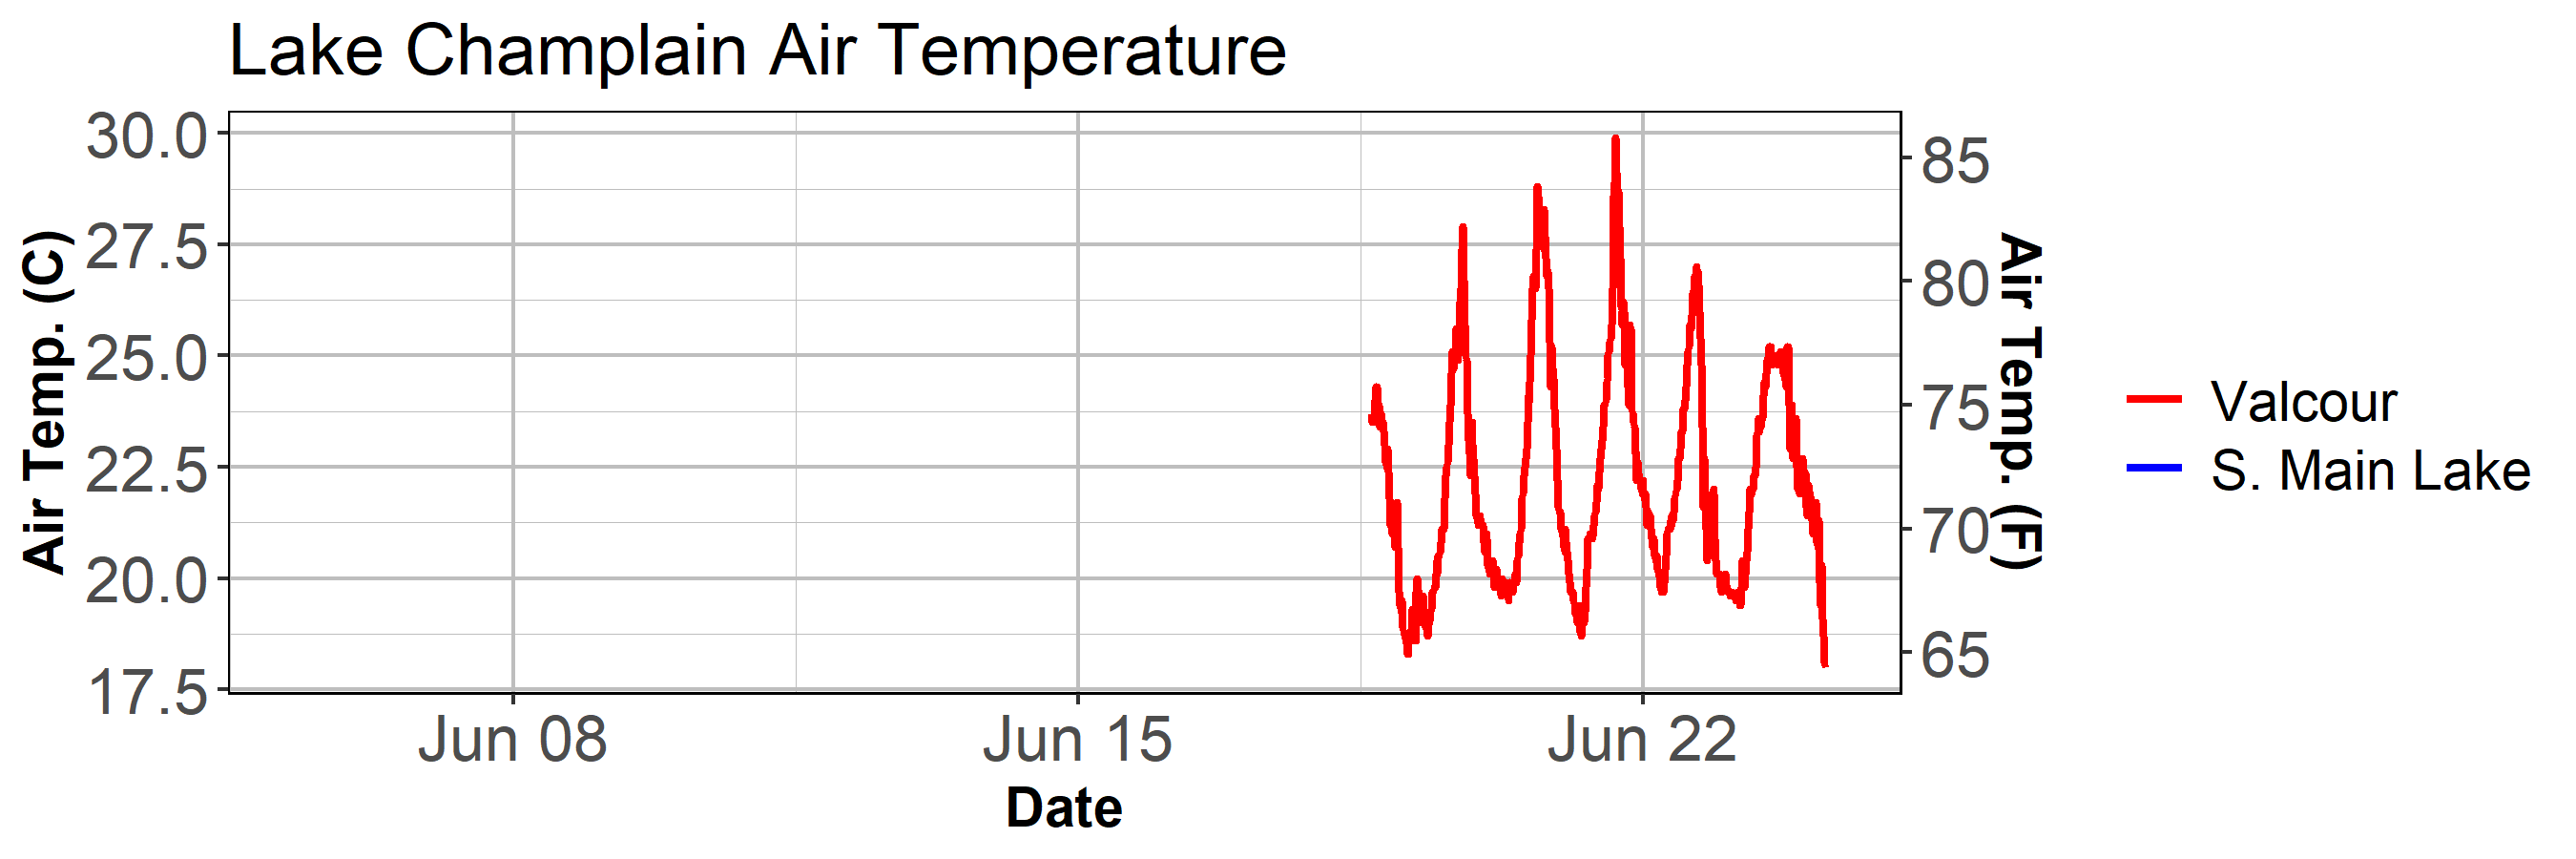 Lake Champlain Air Temperature
Air Temp. (C)
30.0
27.5
25.0
22.5
20.0
17.5
85
80
75
70
65
Air Temp. (F)
Jun 08
Jun 15
Jun 22
Date
Valcour
S. Main Lake